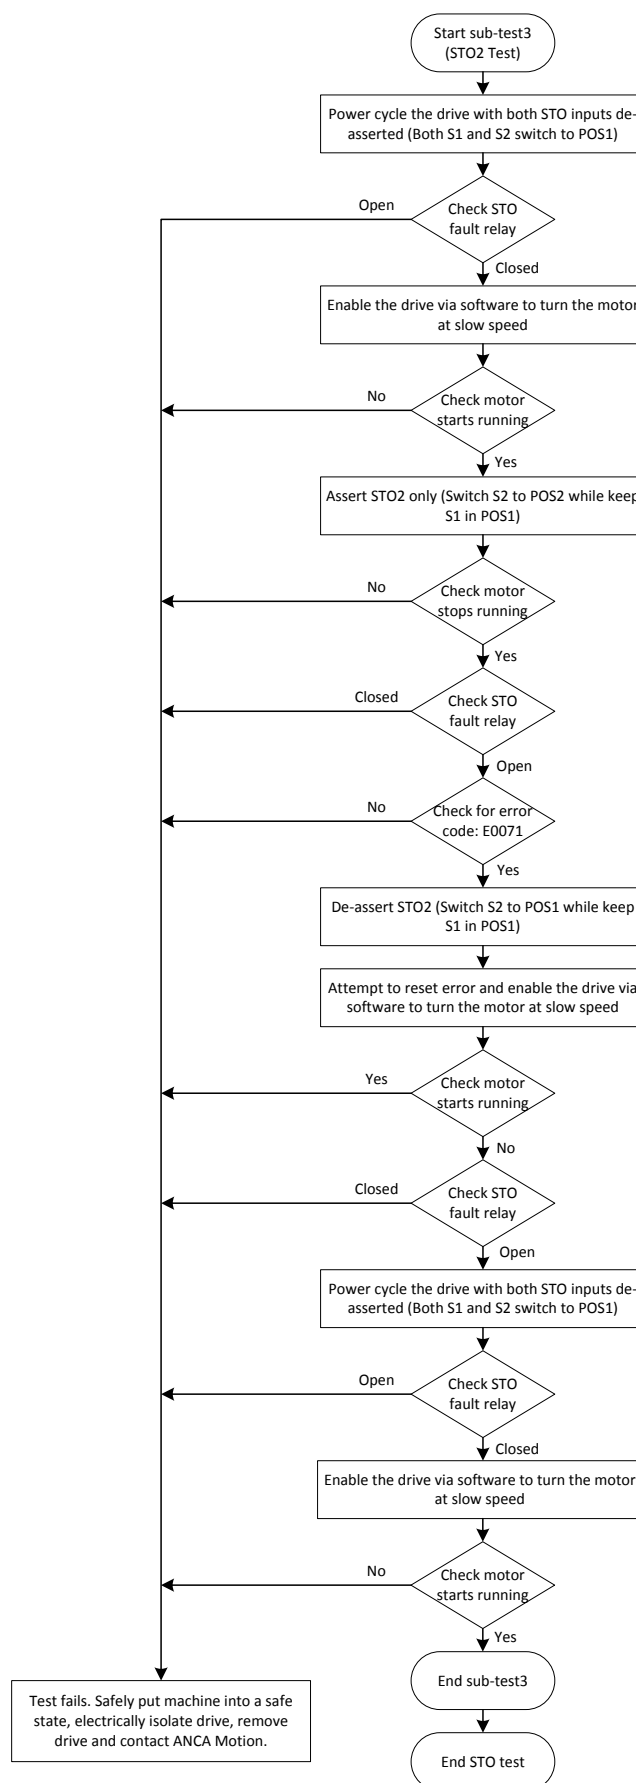 Start sub-test3
(STO2 Test)
Power cycle the drive with both STO inputs de-
asserted (Both S1 and S2 switch to POS1)
Open
Check STO
fault relay
Closed
Enable the drive via software to turn the motor
at slow speed
No
Check motor
starts running
Yes
Assert STO2 only (Switch S2 to POS2 while keep
S1 in POS1)
No
Check motor
stops running
Yes
Closed
Check STO
fault relay
Open
No
Check for error
code: E0071
Yes
De-assert STO2 (Switch S2 to POS1 while keep
S1 in POS1)
Attempt to reset error and enable the drive via
software to turn the motor at slow speed
Yes
Check motor
starts running
No
Closed
Check STO
fault relay
Open
Power cycle the drive with both STO inputs de-
asserted (Both S1 and S2 switch to POS1)
Open
Check STO
fault relay
Closed
Enable the drive via software to turn the motor
at slow speed
No
Check motor
starts running
Yes
End sub-test3
Test fails. Safely put machine into a safe
state, electrically isolate drive, remove
drive and contact ANCA Motion.
End STO test